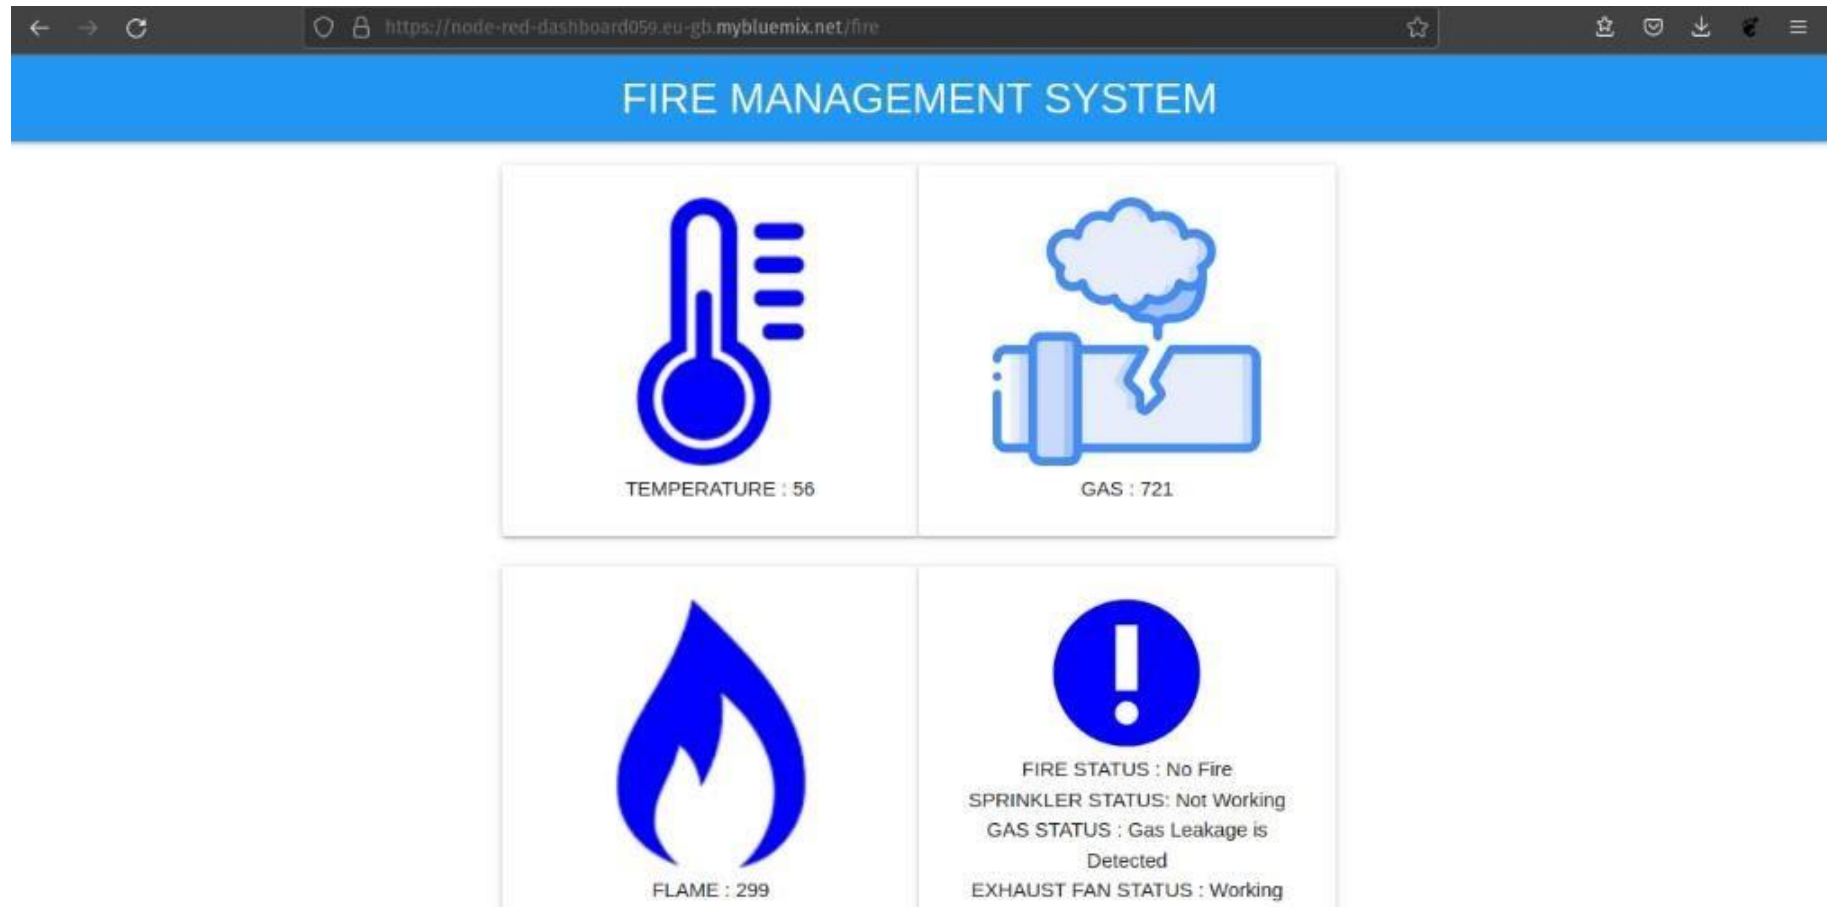 https://node-red-dashboard059.eu-gb.mybluemix.net/fire
FIRE MANAGEMENT SYSTEM
TEMPERATURE : 56
GAS : 721
FLAME : 299
FIRE STATUS : No Fire
SPRINKLER STATUS: Not Working
GAS STATUS : Gas Leakage is
Detected
EXHAUST FAN STATUS : Working